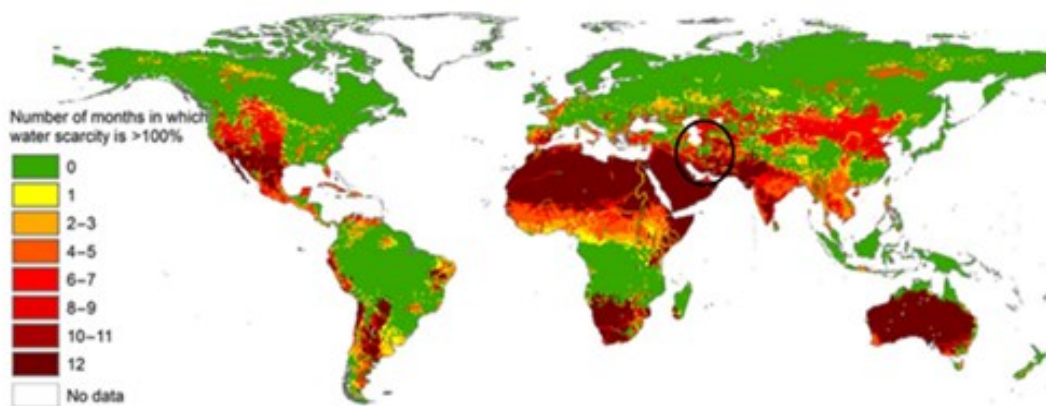 Number of months in which
water scarcity is >100%
0
1
2–3
4–5
6–7
8–9
10–11
12
No data